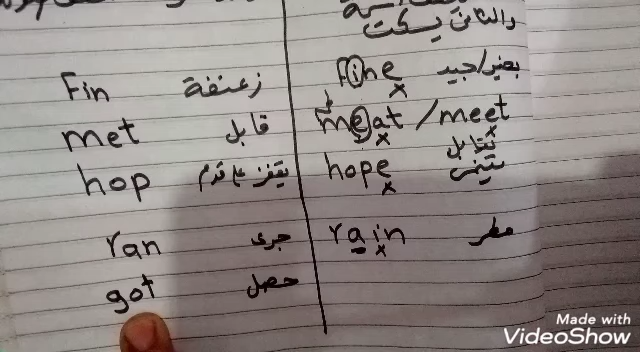 والثاني يسكت
Fin زعنفة fine بخير/جيد
met قابل meat / meet يقابل
hop يقفز على قدم hope يتمنى
ran جرى rain مطر
got حصل
Made with
VideoShow